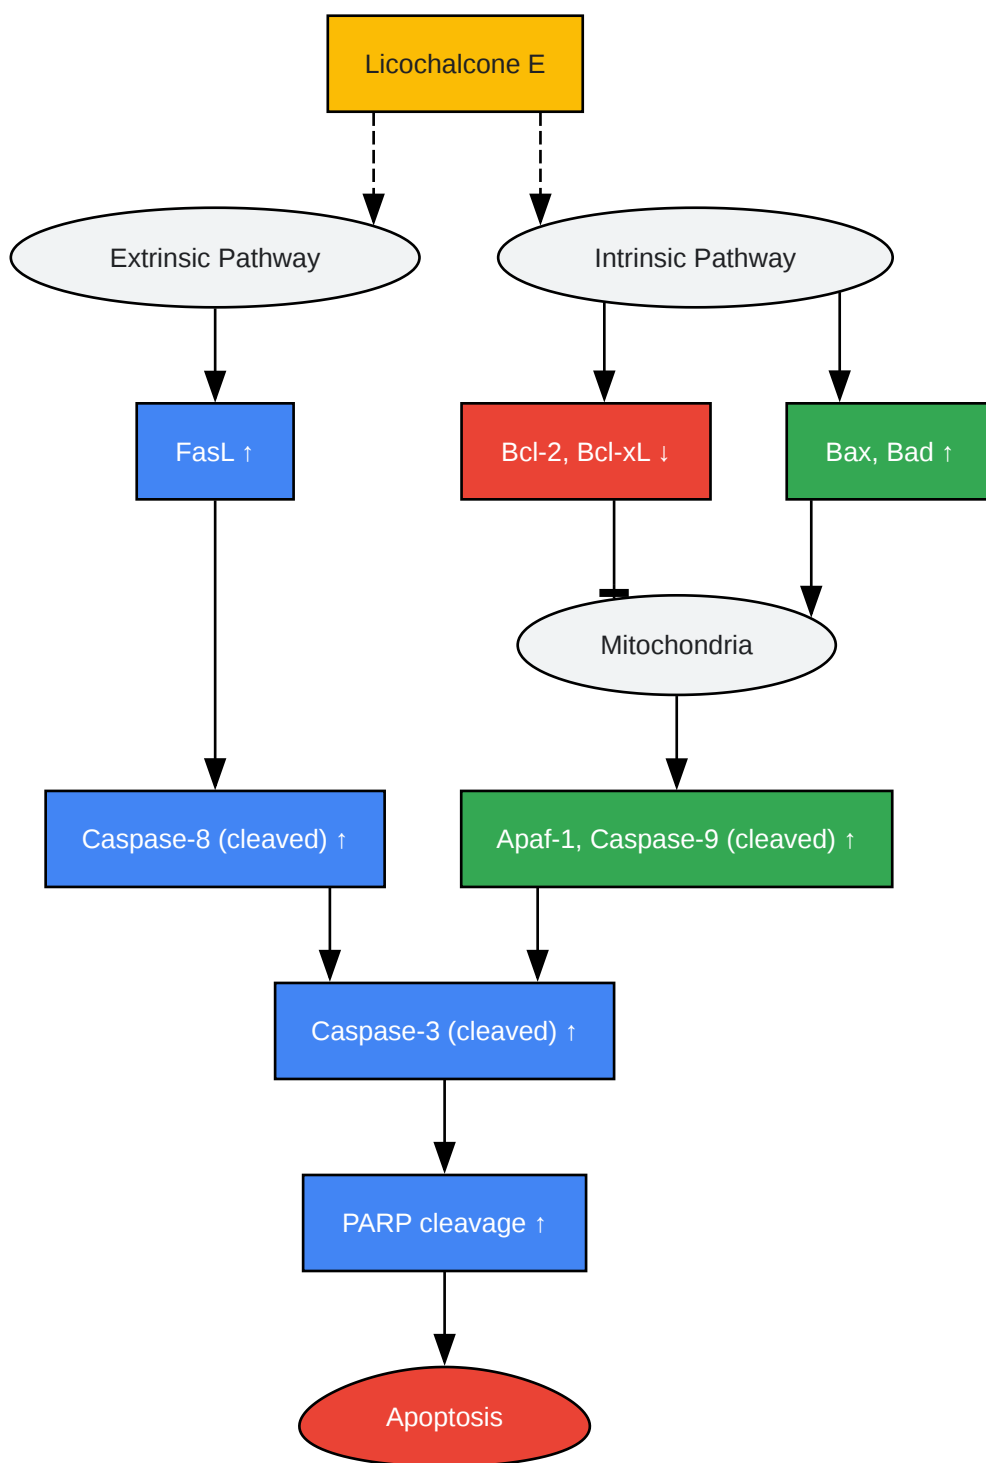 Licochalcone E
Extrinsic Pathway
Intrinsic Pathway
FasL ↑
Bcl-2, Bcl-xL ↓
Bax, Bad ↑
Mitochondria
Caspase-8 (cleaved) ↑
Apaf-1, Caspase-9 (cleaved) ↑
Caspase-3 (cleaved) ↑
PARP cleavage ↑
Apoptosis